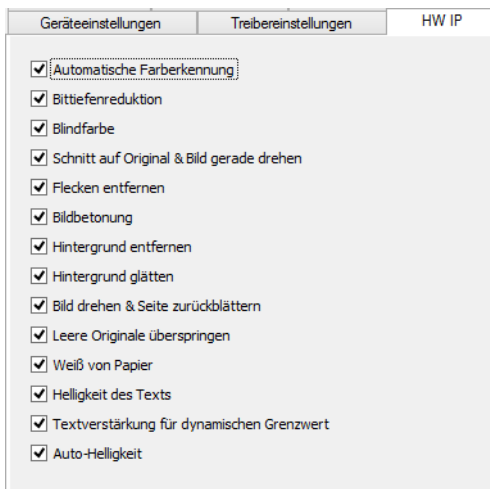 Geräteeinstellungen Treibereinstellungen HW IP
Automatische Farberkennung
Bittiefenreduktion
Blindfarbe
Schnitt auf Original & Bild gerade drehen
Flecken entfernen
Bildbetonung
Hintergrund entfernen
Hintergrund glätten
Bild drehen & Seite zurückblättern
Leere Originale überspringen
Weiß von Papier
Helligkeit des Texts
Textverstärkung für dynamischen Grenzwert
Auto-Helligkeit